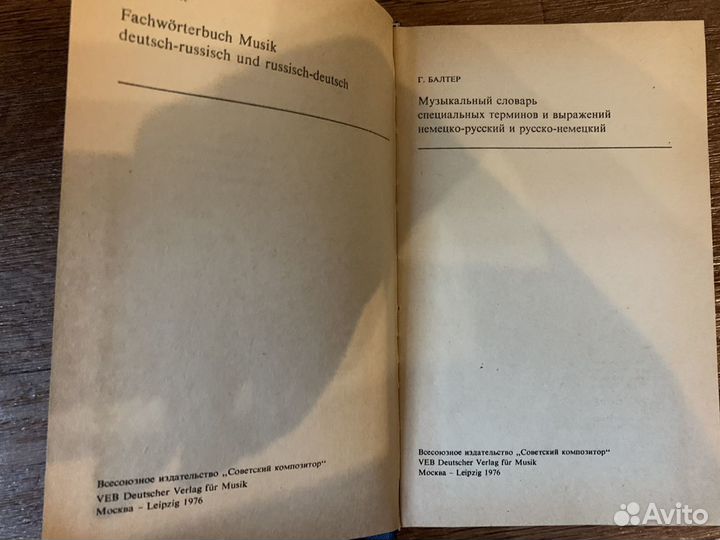 Fachwörterbuch Musik
deutsch-russisch und russisch-deutsch
Всесоюзное издательство „Советский композитор"
VEB Deutscher Verlag für Musik
Москва – Leipzig 1976
Г. БАЛТЕР
Музыкальный словарь
специальных терминов и выражений
немецко-русский и русско-немецкий
Всесоюзное издательство „Советский композитор"
VEB Deutscher Verlag für Musik
Москва – Leipzig 1976
Avito